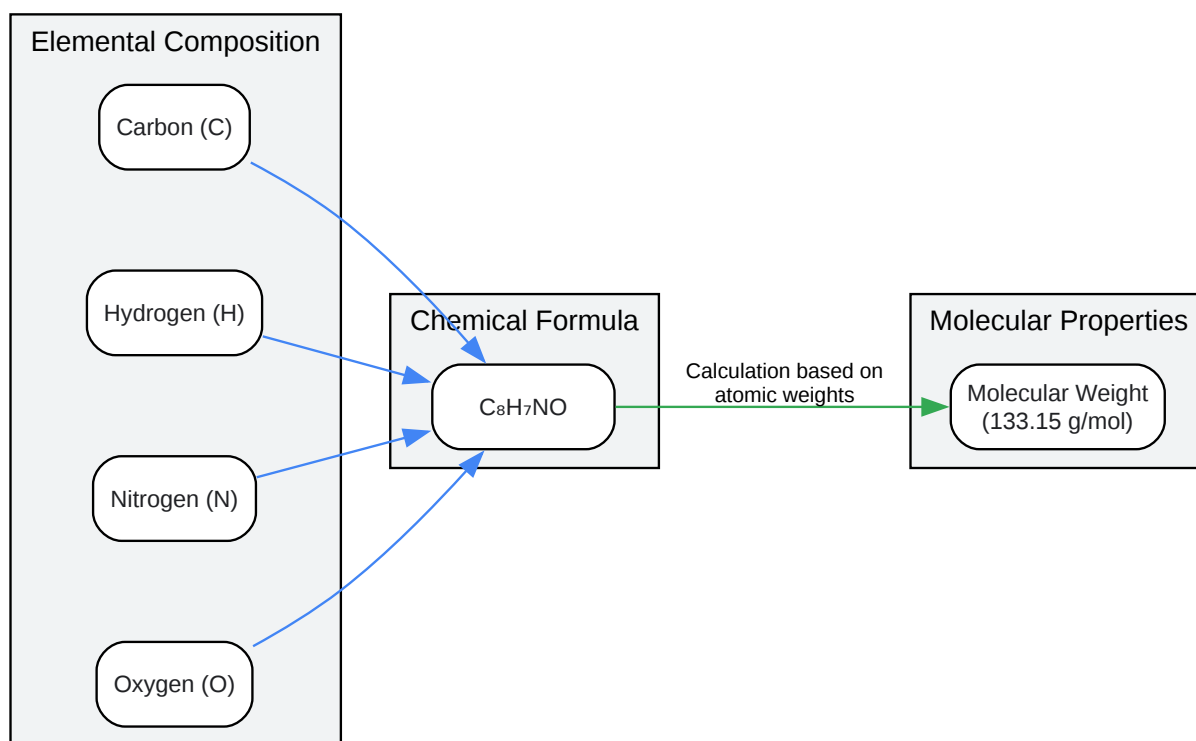 Elemental Composition
Carbon (C)
Hydrogen (H)
Nitrogen (N)
Oxygen (O)
Chemical Formula
C₈H₇NO
Calculation based on
atomic weights
Molecular Properties
Molecular Weight
(133.15 g/mol)